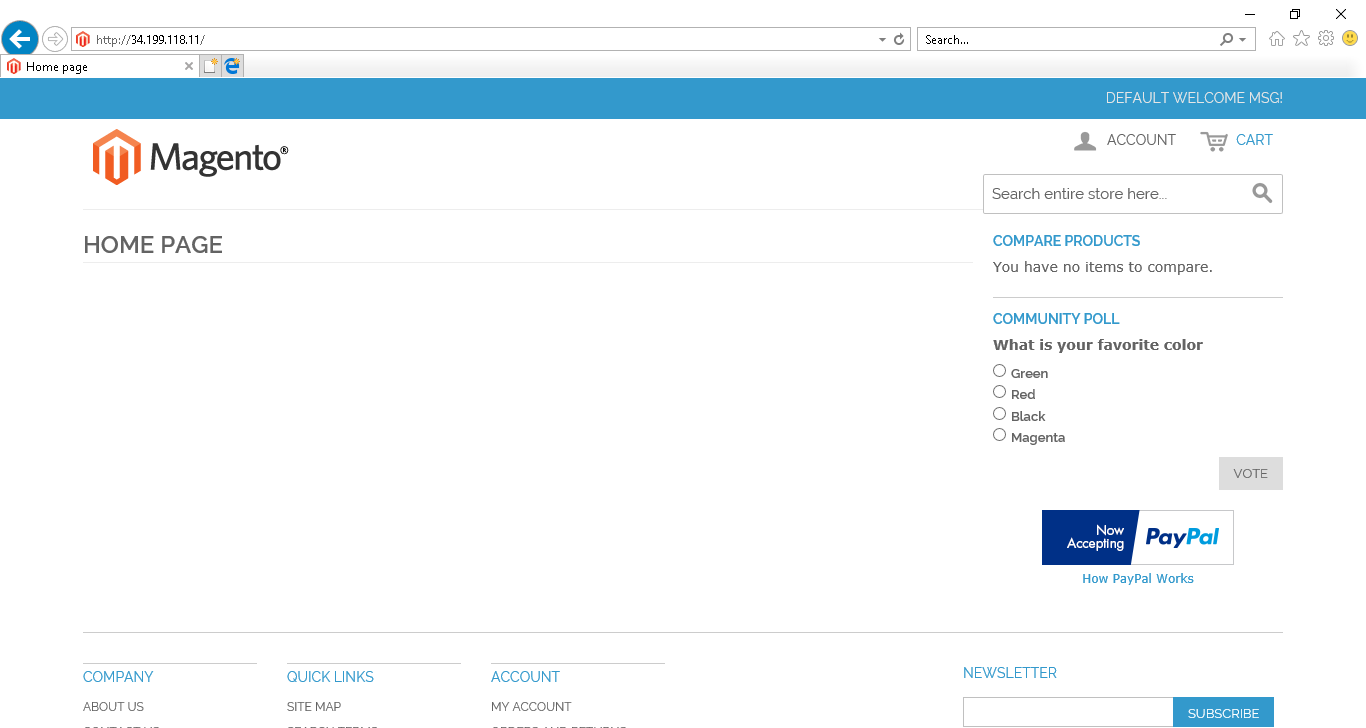 http://34.199.118.11/
Search...
Home page
DEFAULT WELCOME MSG!
Magento®
ACCOUNT
CART
Search entire store here...
HOME PAGE
COMPARE PRODUCTS
You have no items to compare.
COMMUNITY POLL
What is your favorite color
Green
Red
Black
Magenta
VOTE
Now
Accepting
PayPal
How PayPal Works
COMPANY
QUICK LINKS
ACCOUNT
NEWSLETTER
ABOUT US
SITE MAP
MY ACCOUNT
SUBSCRIBE